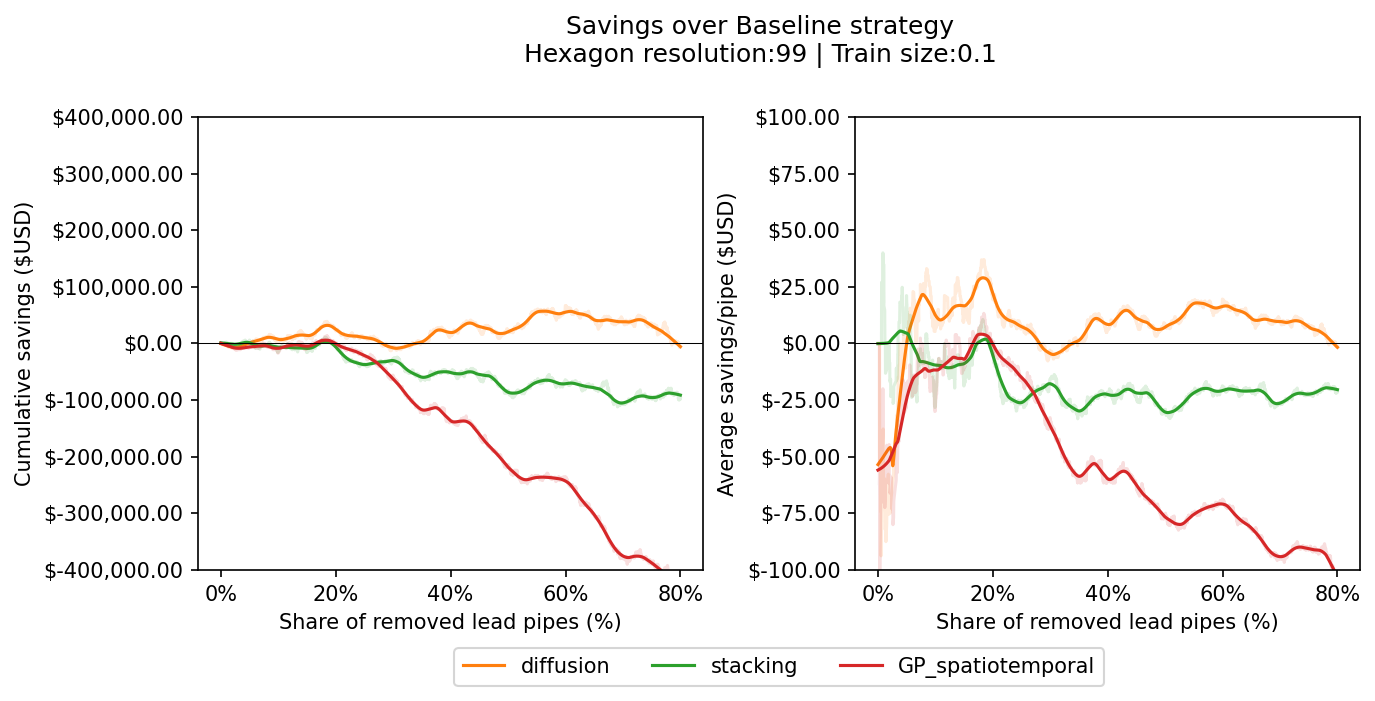 Savings over Baseline strategy
Hexagon resolution:99 | Train size:0.1
Cumulative savings ($USD)
$400,000.00
$300,000.00
$200,000.00
$100,000.00
$0.00
$-100,000.00
$-200,000.00
$-300,000.00
$-400,000.00
0% 20% 40% 60% 80%
Share of removed lead pipes (%)
Average savings/pipe ($USD)
$100.00
$75.00
$50.00
$25.00
$0.00
$-25.00
$-50.00
$-75.00
$-100.00
0% 20% 40% 60% 80%
Share of removed lead pipes (%)
diffusion stacking GP_spatiotemporal